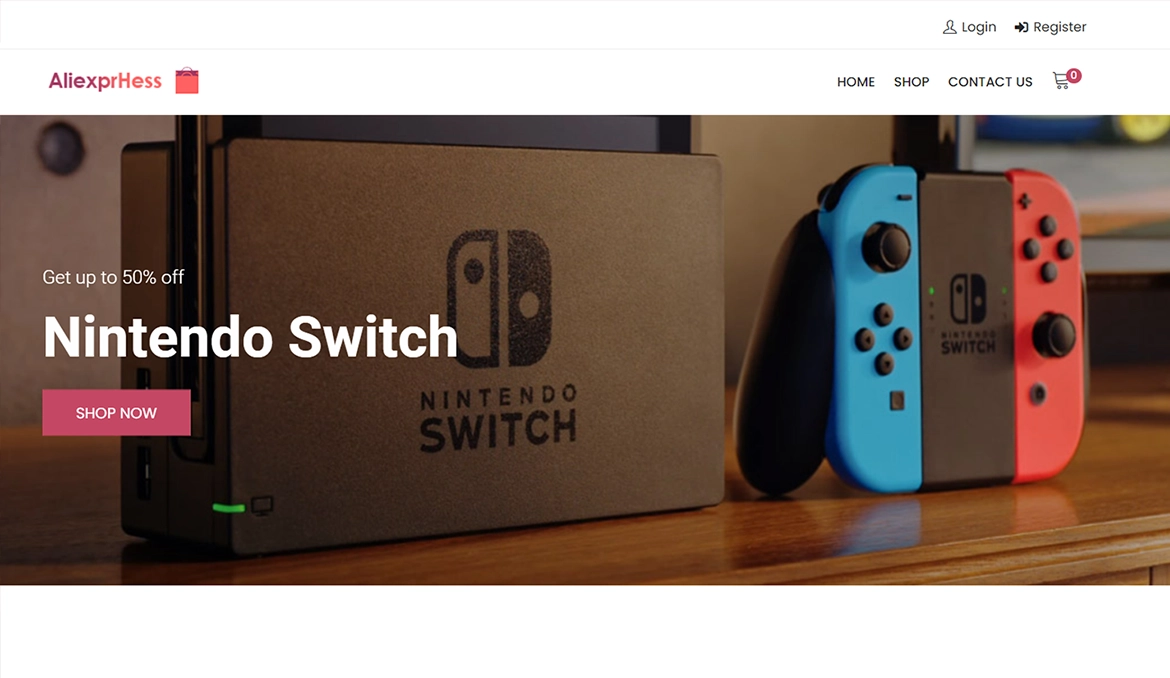 Login Register
AliexprHess HOME SHOP CONTACT US 0
Get up to 50% off
Nintendo Switch
SHOP NOW
NINTENDO
SWITCH
NINTENDO
SWITCH